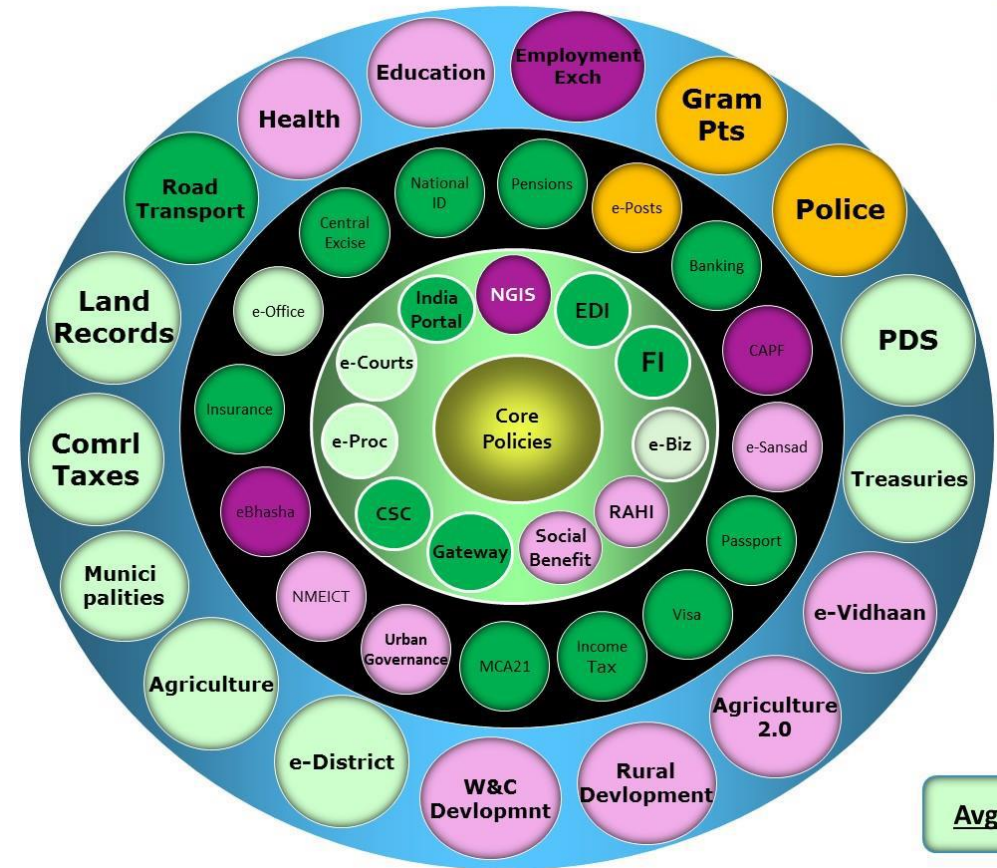 Education
Employment
Exch
Gram
Pts
Police
PDS
Treasuries
e-Vidhaan
Agriculture
2.0
Rural
Devlopment
W&C
Devlopmnt
e-District
Agriculture
Munici
palities
Comrl
Taxes
Land
Records
Road
Transport
Health
National
ID
Pensions
e-Posts
Banking
CAPF
e-Sansad
Passport
Visa
Income
Tax
MCA21
Urban
Governance
NMEICT
eBhasha
Insurance
e-Office
Central
Excise
India
Portal
NGIS
EDI
FI
e-Biz
RAHI
Social
Benefit
Gateway
CSC
e-Proc
e-Courts
Core
Policies
Avg